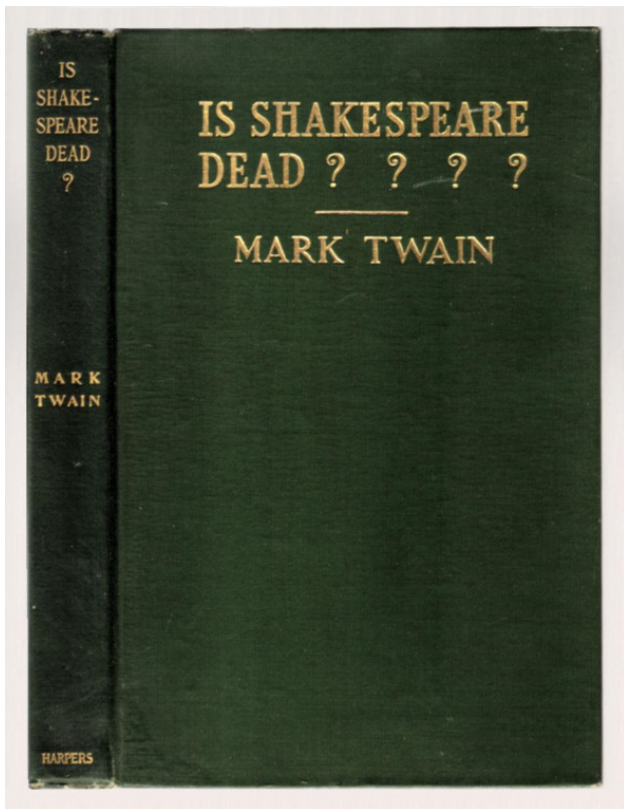 IS
SHAKE-
SPEARE
DEAD
?
MARK
TWAIN
HARPERS
IS SHAKESPEARE
DEAD ? ? ? ?
MARK TWAIN